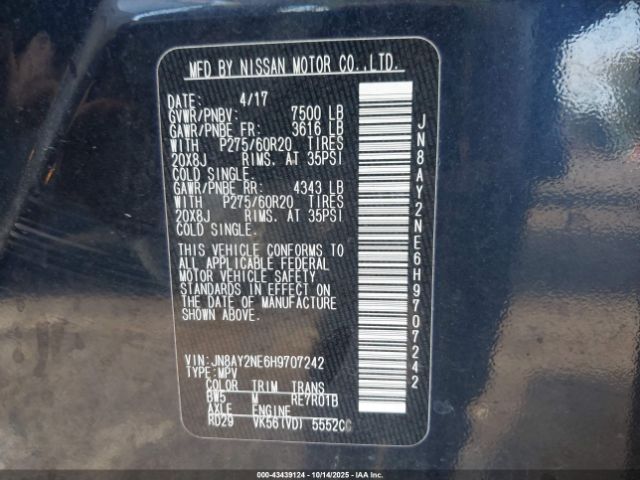 MFD BY NISSAN MOTOR CO.,LTD.
DATE: 4/17
GVWR/PNBV: 7500 LB
GAWR/PNBE FR: 3616 LB
WITH P275/60R20 TIRES
20X8J RIMS. AT 35PSI
COLD SINGLE.
GAWR/PNBE RR: 4343 LB
WITH P275/60R20 TIRES
20X8J RIMS. AT 35PSI
COLD SINGLE.
THIS VEHICLE CONFORMS TO
ALL APPLICABLE FEDERAL
MOTOR VEHICLE SAFETY
STANDARDS IN EFFECT ON
THE DATE OF MANUFACTURE
SHOWN ABOVE.
VIN: JN8AY2NE6H9707242
TYPE: MPV
COLOR TRIM TRANS
BW5 M RE7R01B
AXLE ENGINE
RD29 VK56(VD) 5552CC
JN8AY2NE6H9707242
000-43439124 - 10/14/2025 - IAAI.COM